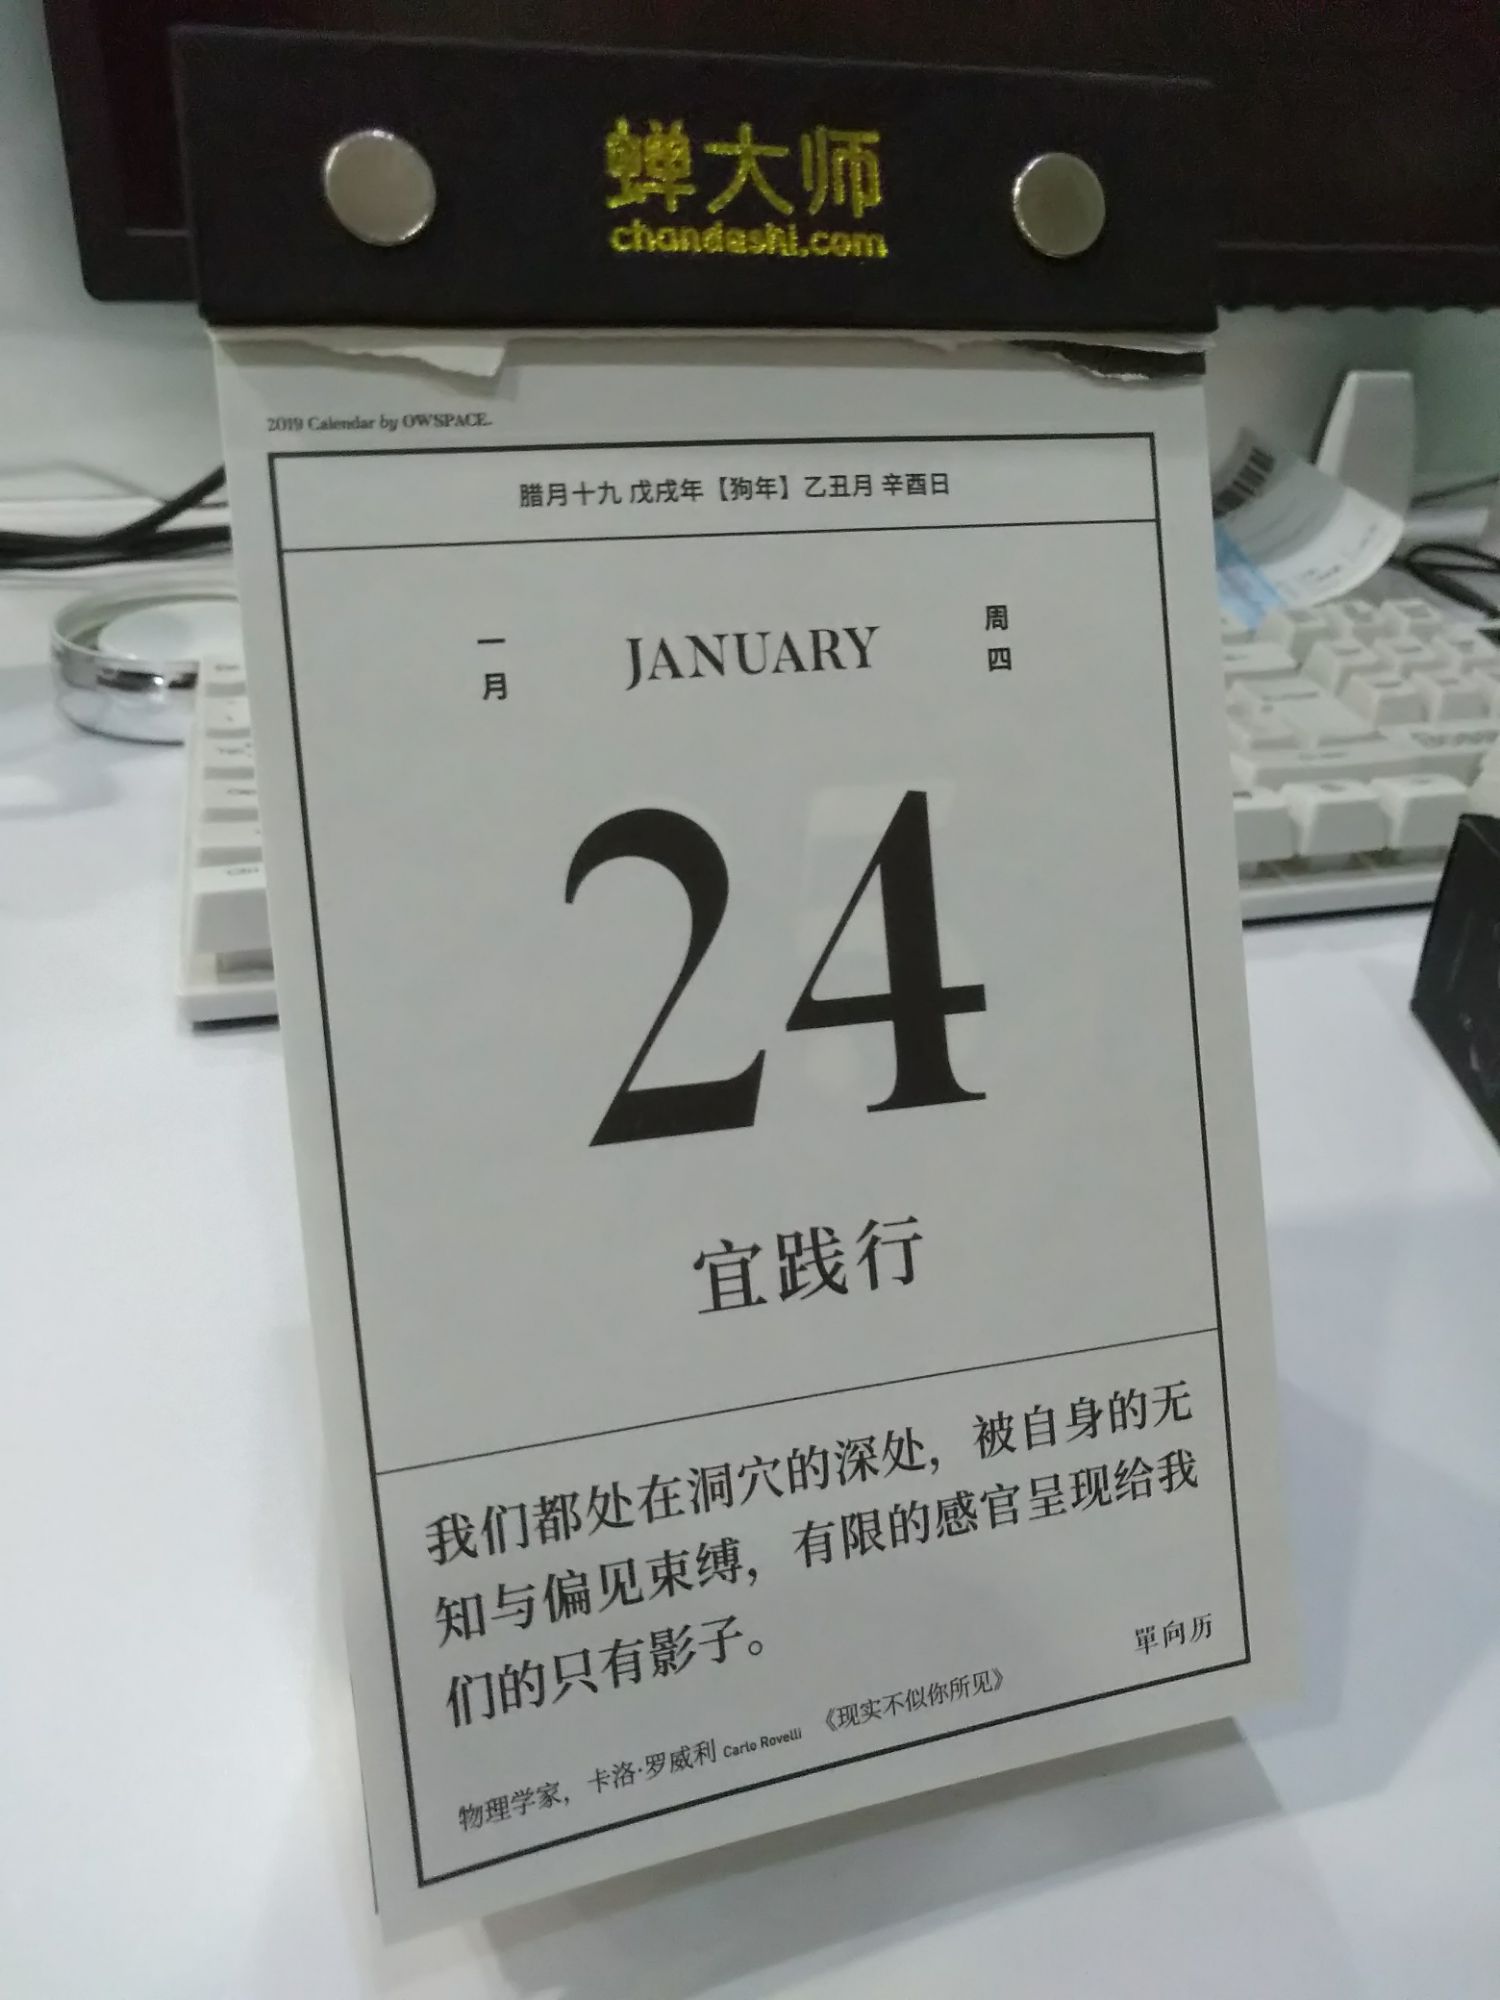 蝉大师
chandashi.com
2019 Calendar by OWSPACE.
腊月十九 戊戌年【狗年】乙丑月 辛酉日
一月
JANUARY
周四
24
宜践行
我们都处在洞穴的深处，被自身的无
知与偏见束缚，有限的感官呈现给我
们的只有影子。
單向历
物理学家，卡洛·罗威利 Carlo Rovelli 《现实不似你所见》